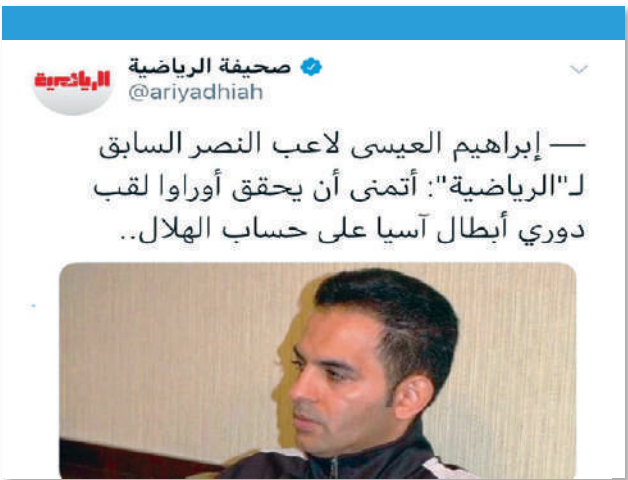 صحيفة الرياضية
الرياضية
@ariyadhiah
— إبراهيم العيسى لاعب النصر السابق
لـ"الرياضية": أتمنى أن يحقق أوراوا لقب
دوري أبطال آسيا على حساب الهلال..